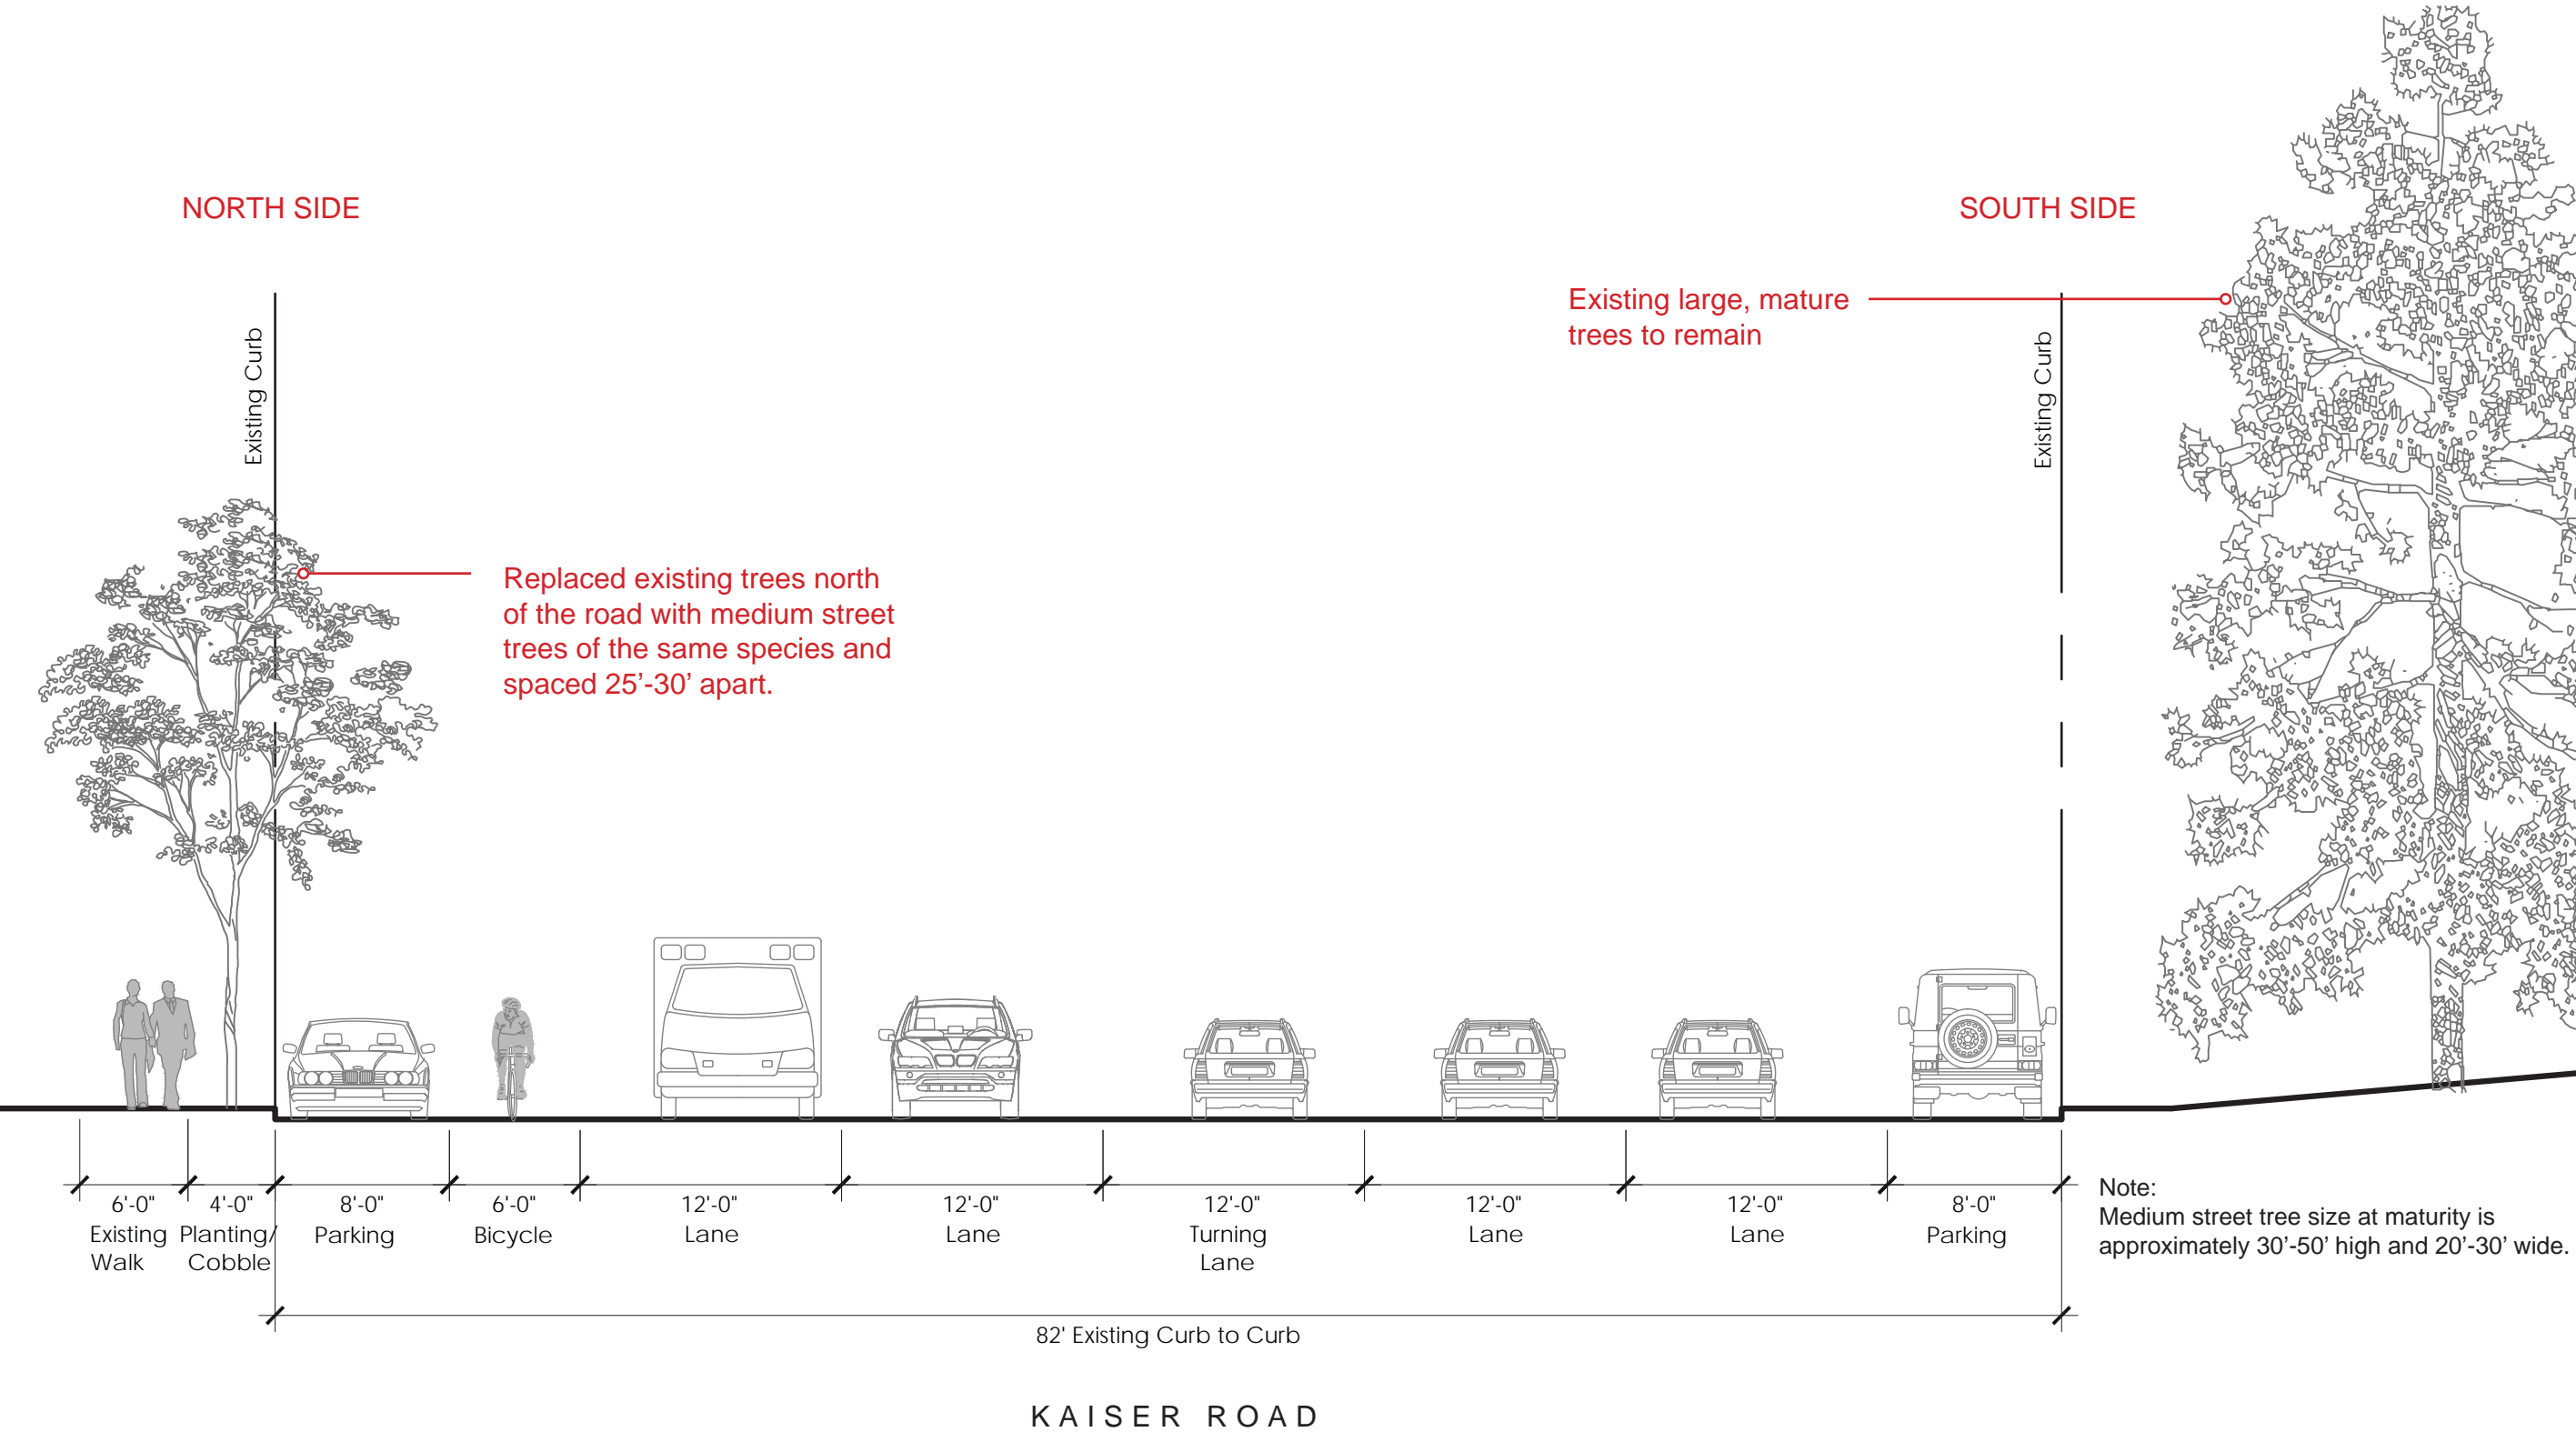 NORTH SIDE
SOUTH SIDE
Existing Curb
Existing large, mature
trees to remain
Existing Curb
Replaced existing trees north
of the road with medium street
trees of the same species and
spaced 25’-30’ apart.
6'-0"
Existing
Walk
4'-0"
Planting/
Cobble
8'-0"
Parking
6'-0"
Bicycle
12'-0"
Lane
12'-0"
Lane
12'-0"
Turning
Lane
12'-0"
Lane
12'-0"
Lane
8'-0"
Parking
Note:
Medium street tree size at maturity is
approximately 30’-50’ high and 20’-30’ wide.
82' Existing Curb to Curb
KAISER ROAD